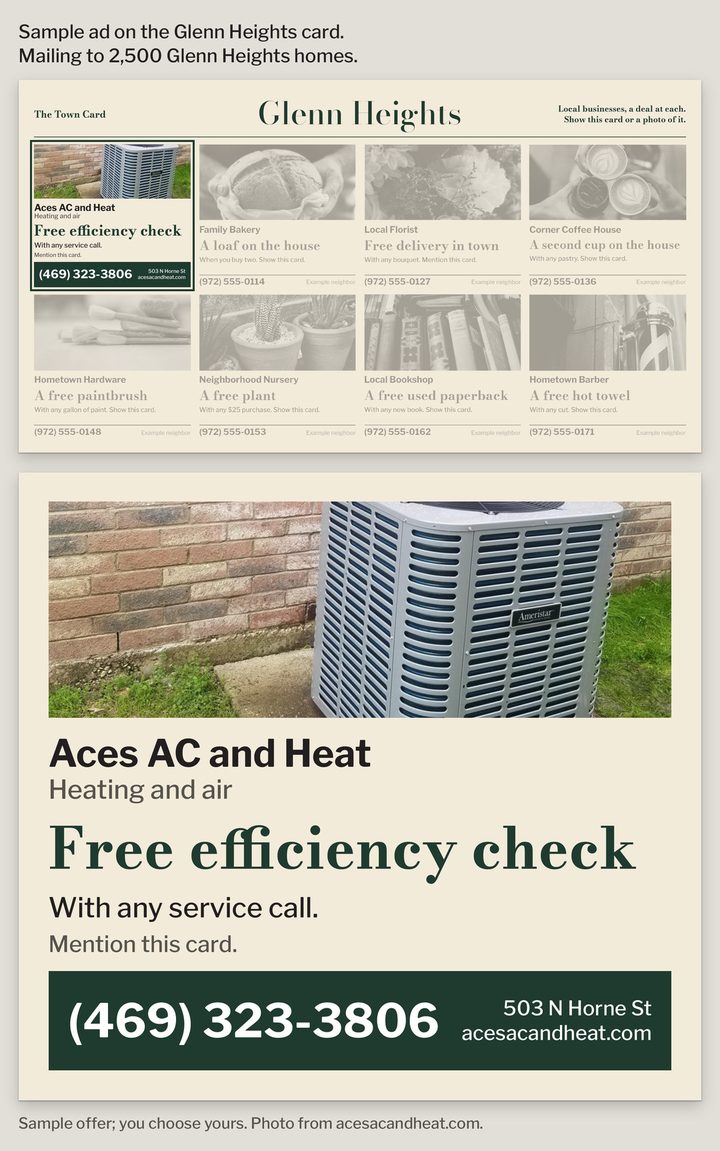 Sample ad on the Glenn Heights card.
Mailing to 2,500 Glenn Heights homes.
The Town Card
Glenn Heights
Local businesses, a deal at each.
Show this card or a photo of it.
Aces AC and Heat
Heating and air
Free efficiency check
With any service call.
Mention this card.
(469) 323-3806
503 N Horne St
acesacandheat.com
Family Bakery
A loaf on the house
When you buy two. Show this card.
(972) 555-0114
Example neighbor
Local Florist
Free delivery in town
With any bouquet. Mention this card.
(972) 555-0127
Example neighbor
Corner Coffee House
A second cup on the house
With any pastry. Show this card.
(972) 555-0136
Example neighbor
Hometown Hardware
A free paintbrush
With any gallon of paint. Show this card.
(972) 555-0148
Example neighbor
Neighborhood Nursery
A free plant
With any $25 purchase. Show this card.
(972) 555-0153
Example neighbor
Local Bookshop
A free used paperback
With any new book. Show this card.
(972) 555-0162
Example neighbor
Hometown Barber
A free hot towel
With any cut. Show this card.
(972) 555-0171
Example neighbor
Ameristar
Aces AC and Heat
Heating and air
Free efficiency check
With any service call.
Mention this card.
(469) 323-3806
503 N Horne St
acesacandheat.com
Sample offer; you choose yours. Photo from acesacandheat.com.